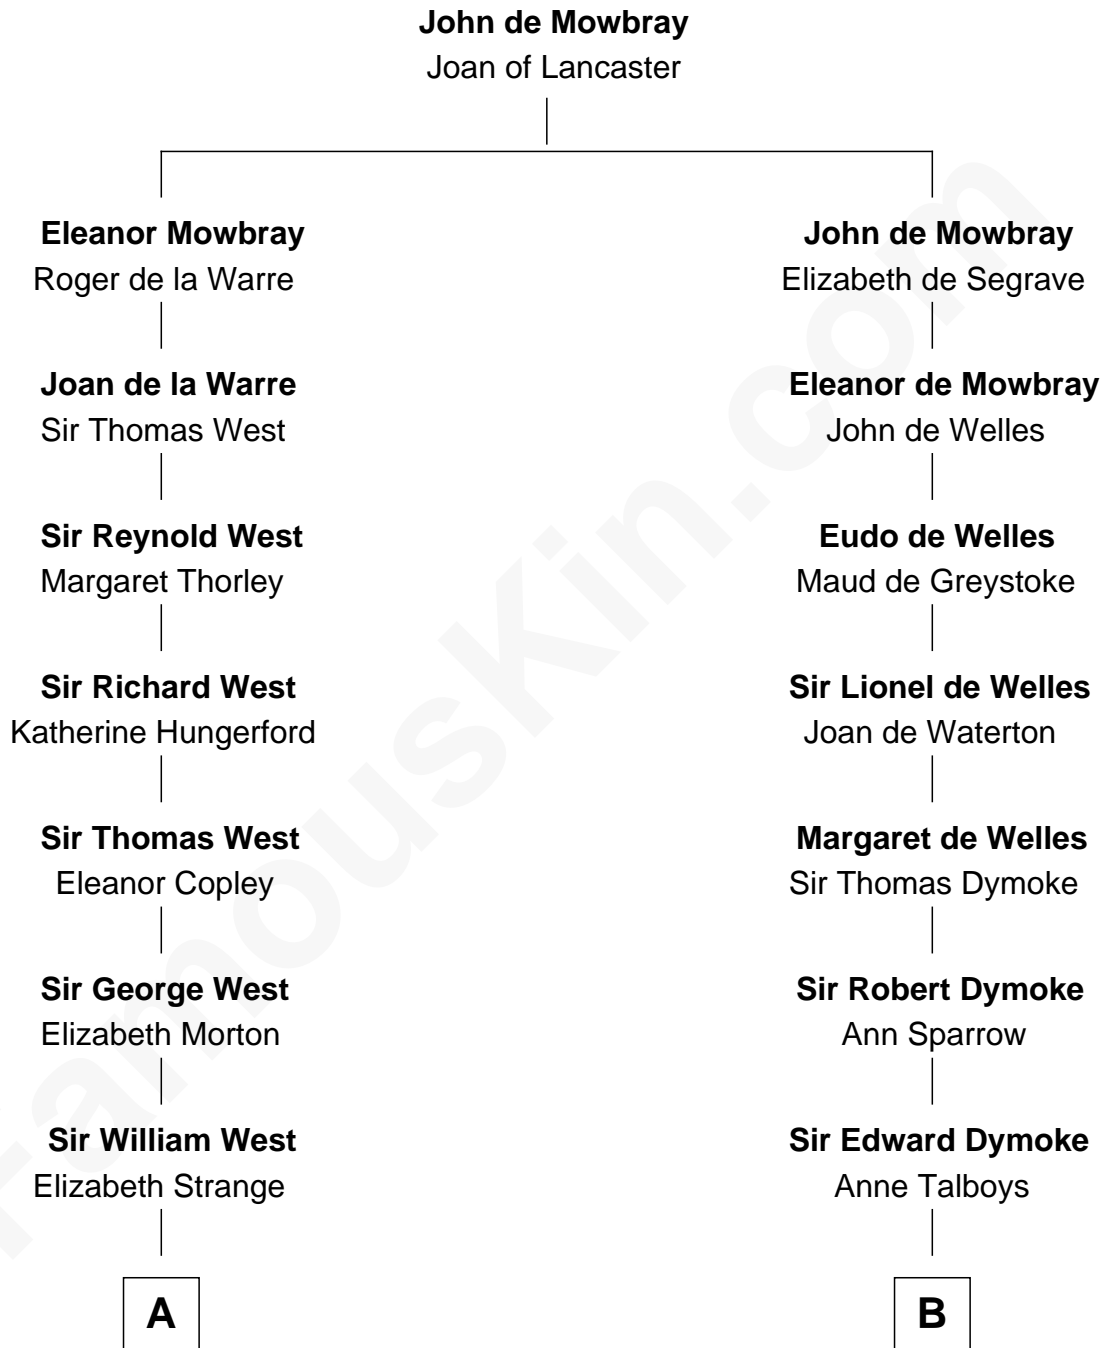 John de Mowbray
Joan of Lancaster
Eleanor Mowbray
Roger de la Warre
Joan de la Warre
Sir Thomas West
Sir Reynold West
Margaret Thorley
Sir Richard West
Katherine Hungerford
Sir Thomas West
Eleanor Copley
Sir George West
Elizabeth Morton
Sir William West
Elizabeth Strange
A
John de Mowbray
Elizabeth de Segrave
Eleanor de Mowbray
John de Welles
Eudo de Welles
Maud de Greystoke
Sir Lionel de Welles
Joan de Waterton
Margaret de Welles
Sir Thomas Dymoke
Sir Robert Dymoke
Ann Sparrow
Sir Edward Dymoke
Anne Talboys
B
FamousKin.com